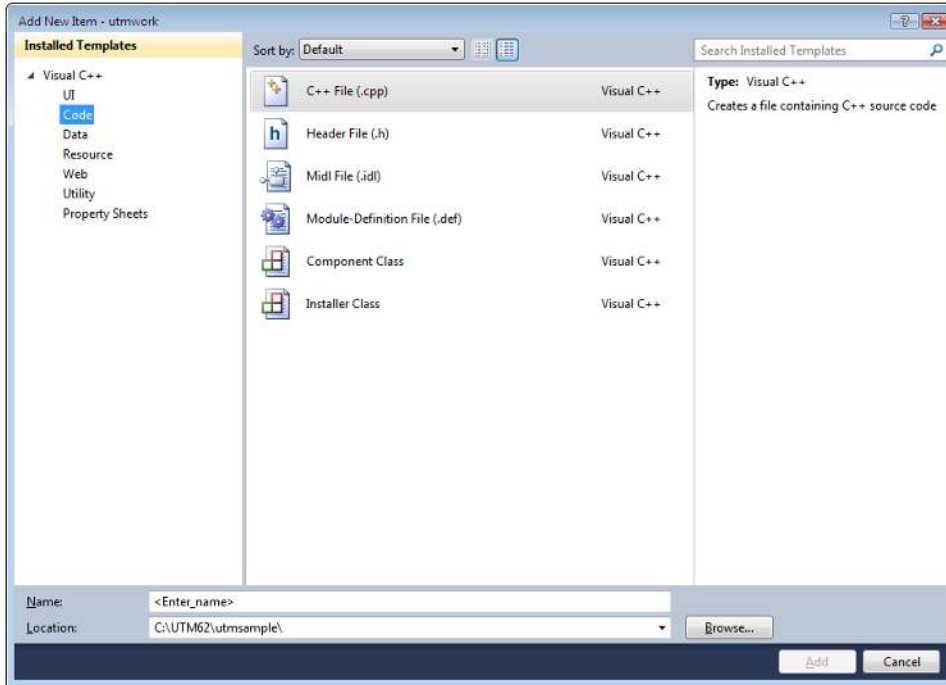 Add New Item - utmwork
Installed Templates
Sort by: Default
Search Installed Templates
Visual C++
UI
Code
Data
Resource
Web
Utility
Property Sheets
C++ File (.cpp) Visual C++
Header File (.h) Visual C++
Midl File (.idl) Visual C++
Module-Definition File (.def) Visual C++
Component Class Visual C++
Installer Class Visual C++
Type: Visual C++
Creates a file containing C++ source code
Name: <Enter_name>
Location: C:\UTM62\utmsample\
Browse...
Add Cancel